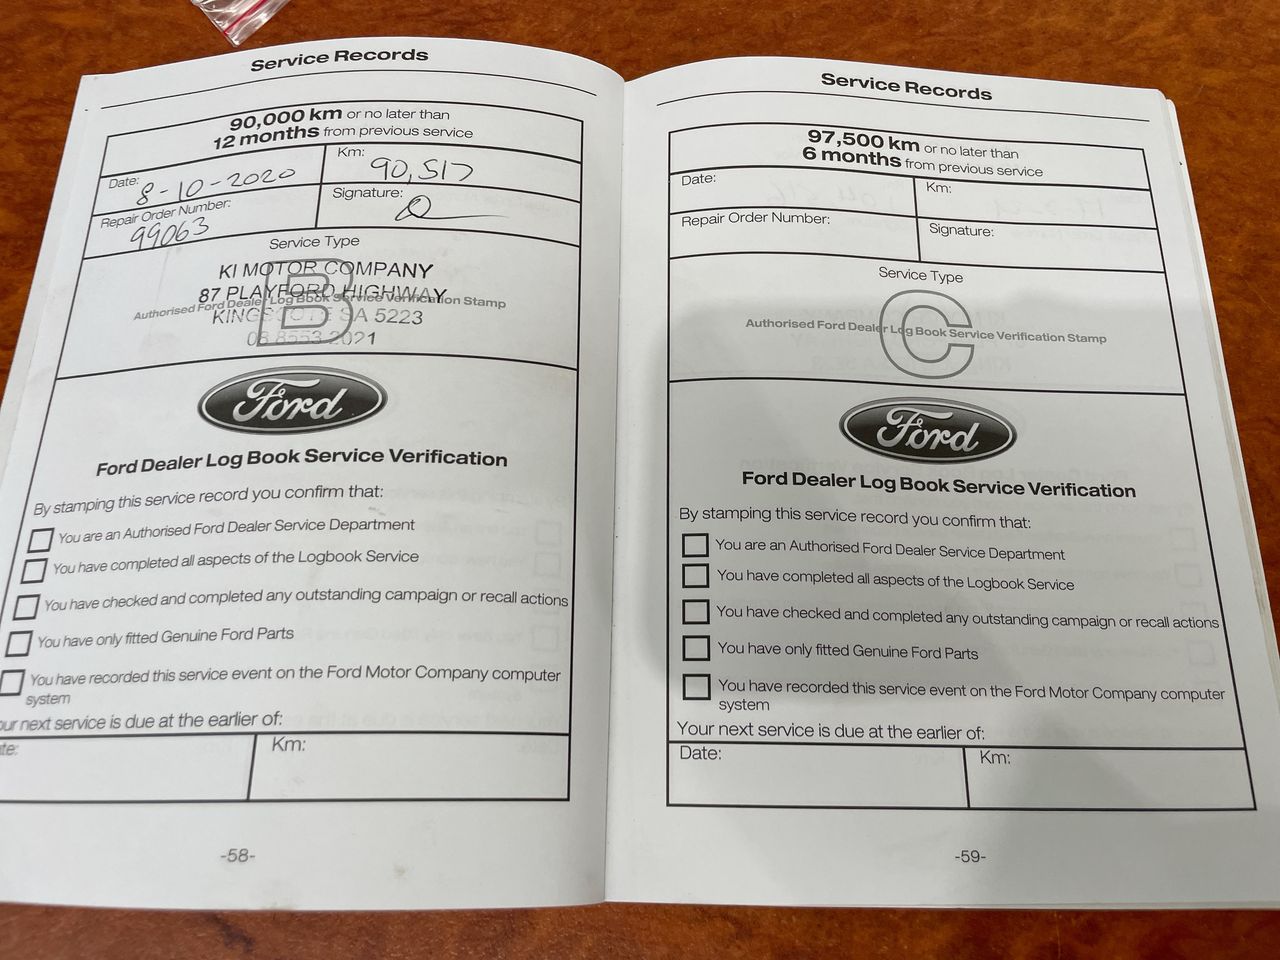 Service Records
90,000 km or no later than
12 months from previous service
Date: 8-10-2020
Km: 90,517
Repair Order Number: 99063
Signature:
Service Type
B
Authorised Ford Dealer Log Book Service Verification Stamp
KI MOTOR COMPANY
87 PLAYFORD HIGHWAY
KINGSCOTE SA 5223
08 8553 2021
Ford
Ford Dealer Log Book Service Verification
By stamping this service record you confirm that:
You are an Authorised Ford Dealer Service Department
You have completed all aspects of the Logbook Service
You have checked and completed any outstanding campaign or recall actions
You have only fitted Genuine Ford Parts
You have recorded this service event on the Ford Motor Company computer
system
ur next service is due at the earlier of:
te:
Km:
-58-
Service Records
97,500 km or no later than
6 months from previous service
Date:
Km:
Repair Order Number:
Signature:
Service Type
C
Authorised Ford Dealer Log Book Service Verification Stamp
Ford
Ford Dealer Log Book Service Verification
By stamping this service record you confirm that:
You are an Authorised Ford Dealer Service Department
You have completed all aspects of the Logbook Service
You have checked and completed any outstanding campaign or recall actions
You have only fitted Genuine Ford Parts
You have recorded this service event on the Ford Motor Company computer
system
Your next service is due at the earlier of:
Date:
Km:
-59-